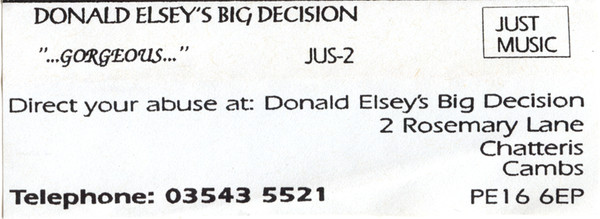 DONALD ELSEY'S BIG DECISION
JUST
MUSIC
"...GORGEOUS..."
JUS-2
Direct your abuse at: Donald Elsey's Big Decision
2 Rosemary Lane
Chatteris
Cambs
Telephone: 03543 5521
PE16 6EP